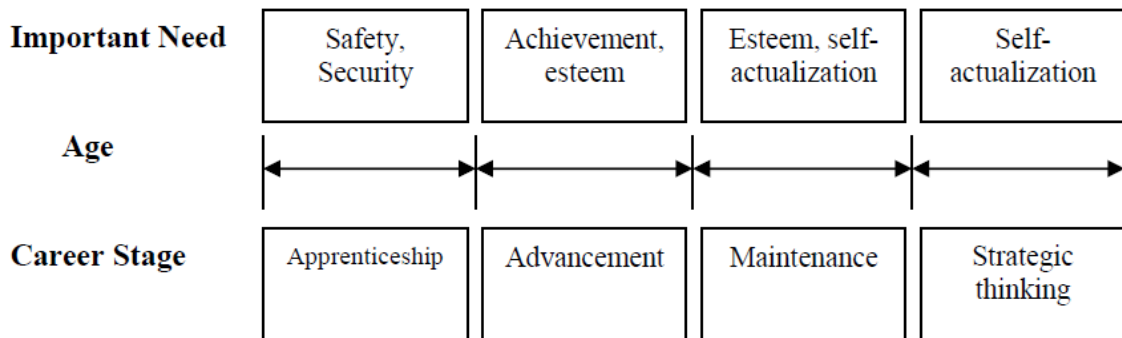 Important Need
Safety,
Security
Achievement,
esteem
Esteem, self-
actualization
Self-
actualization
Age
Career Stage
Apprenticeship
Advancement
Maintenance
Strategic
thinking